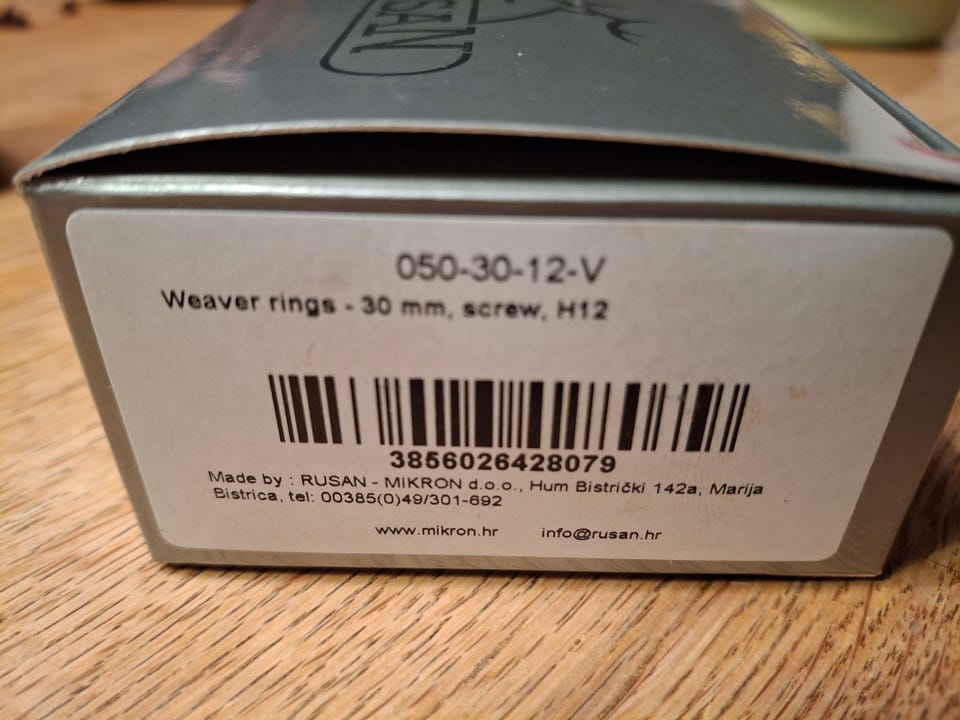 SAN
050-30-12-V
Weaver rings - 30 mm, screw, H12
3856026428079
Made by : RUSAN - MIKRON d.o.o., Hum Bistrički 142a, Marija
Bistrica, tel: 00385(0)49/301-692
www.mikron.hr info@rusan.hr